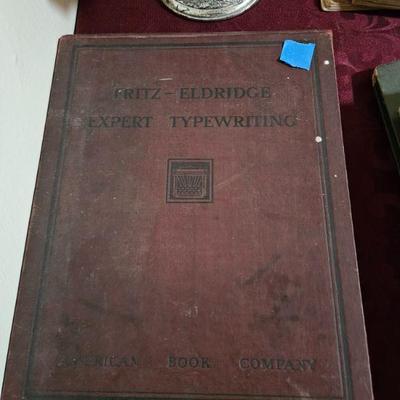 FRITZ-ELDRIDGE
EXPERT TYPEWRITING
AMERICAN BOOK COMPANY